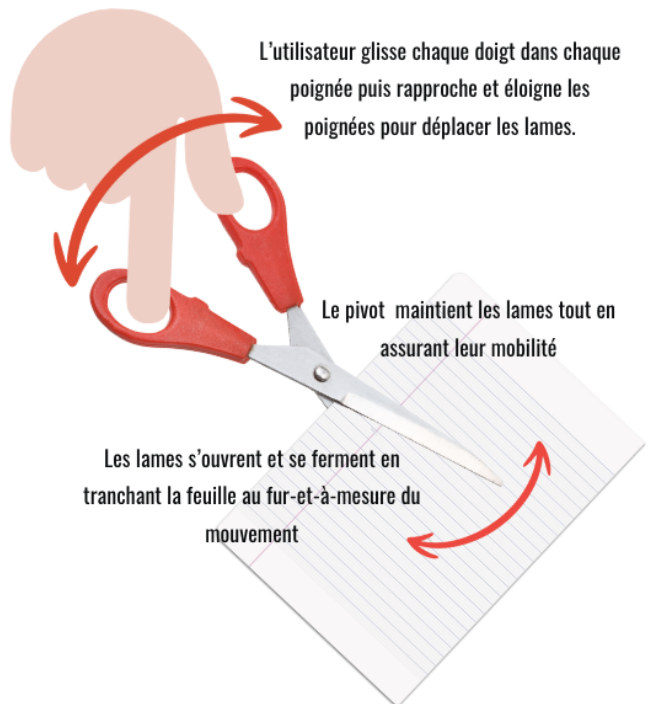 L'utilisateur glisse chaque doigt dans chaque
poignée puis rapproche et éloigne les
poignées pour déplacer les lames.
Le pivot  maintient les lames tout en
assurant leur mobilité
Les lames s'ouvrent et se ferment en
tranchant la feuille au fur-et-à-mesure du
mouvement